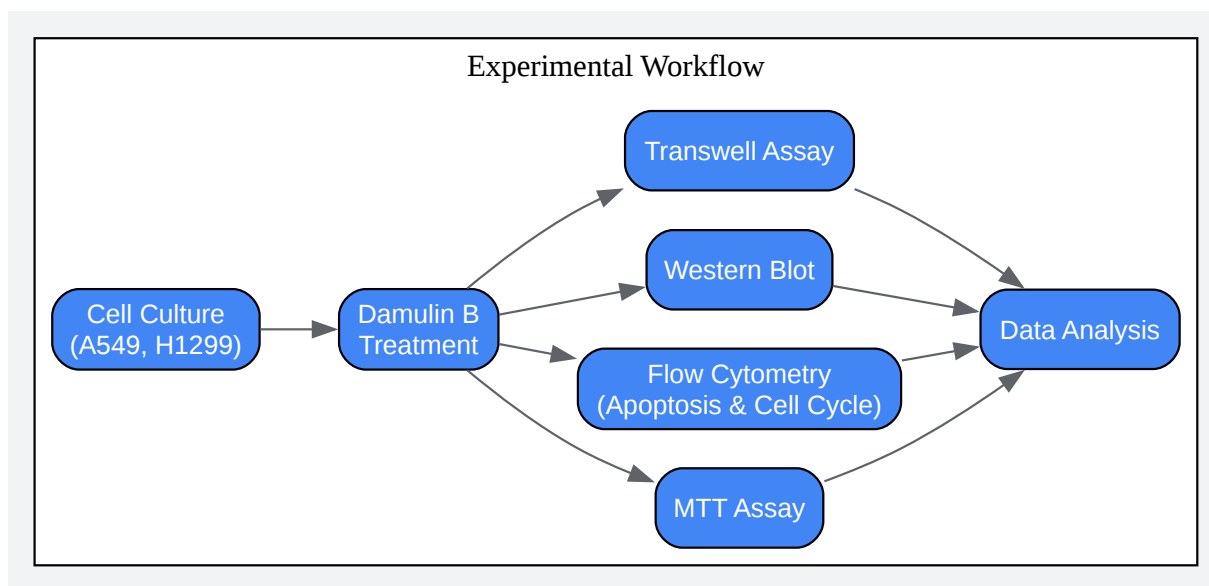 Experimental Workflow
Cell Culture
(A549, H1299)
Damulin B
Treatment
Transwell Assay
Western Blot
Flow Cytometry
(Apoptosis & Cell Cycle)
MTT Assay
Data Analysis